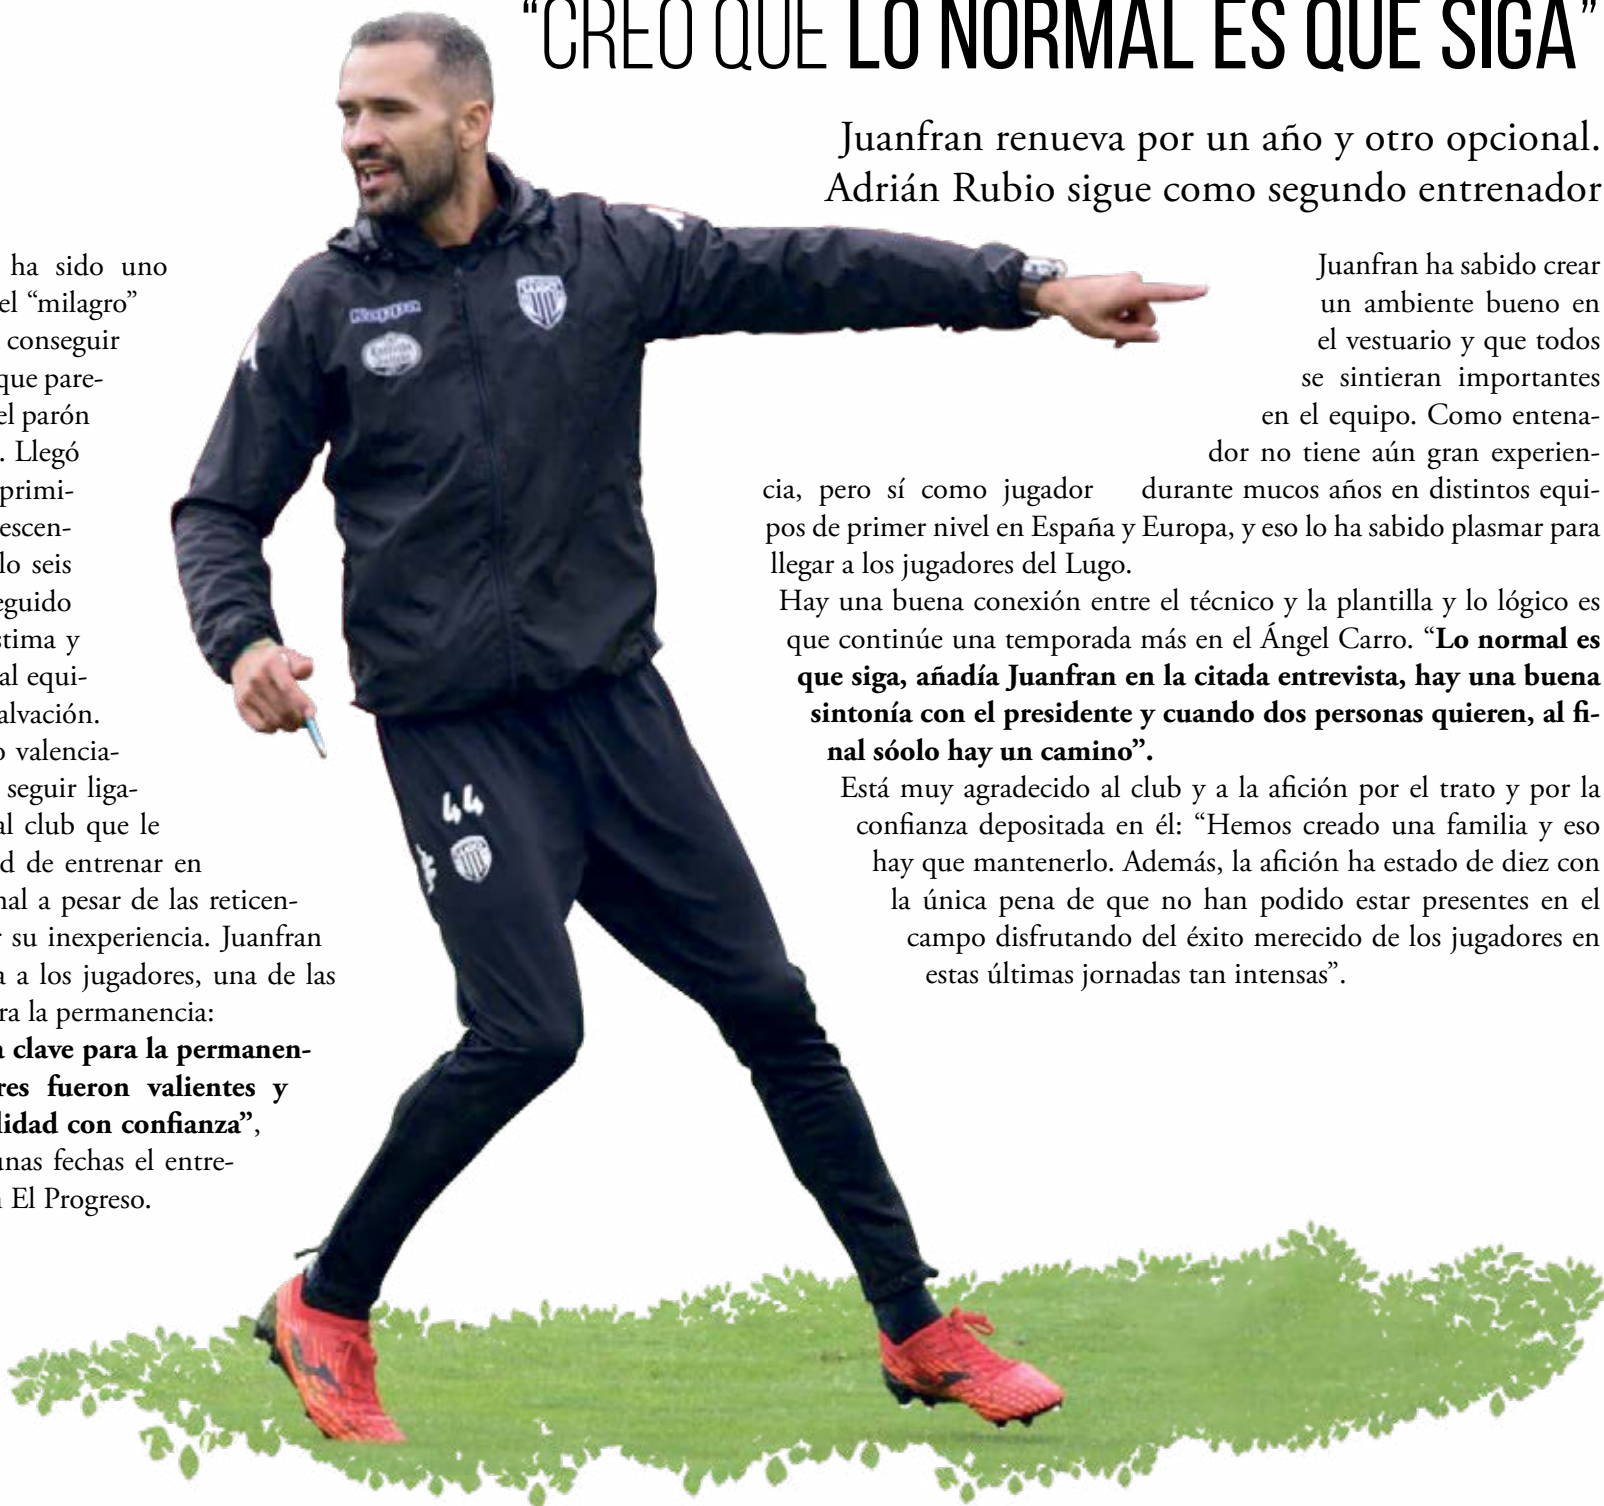 “CREO QUE LO NORMAL ES QUE SIGA”
Juanfran renueva por un año y otro opcional.
Adrián Rubio sigue como segundo entrenador
ha sido uno
el “milagro”
conseguir
que pare-
el parón
. Llegó
primi-
escen-
lo seis
eguido
stima y
al equi-
alvación.
o valencia-
seguir liga-
al club que le
d de entrenar en
nal a pesar de las reticen-
r su inexperiencia. Juanfran
a a los jugadores, una de las
ra la permanencia:
a clave para la permanen-
res fueron valientes y
lidad con confianza”,
unas fechas el entre-
n El Progreso.
Juanfran ha sabido crear
un ambiente bueno en
el vestuario y que todos
se sintieran importantes
en el equipo. Como entena-
dor no tiene aún gran experien-
cia, pero sí como jugador durante mucos años en distintos equi-
pos de primer nivel en España y Europa, y eso lo ha sabido plasmar para
llegar a los jugadores del Lugo.
Hay una buena conexión entre el técnico y la plantilla y lo lógico es
que continúe una temporada más en el Ángel Carro. “Lo normal es
que siga, añadía Juanfran en la citada entrevista, hay una buena
sintonía con el presidente y cuando dos personas quieren, al fi-
nal sóolo hay un camino”.
Está muy agradecido al club y a la afición por el trato y por la
confianza depositada en él: “Hemos creado una familia y eso
hay que mantenerlo. Además, la afición ha estado de diez con
la única pena de que no han podido estar presentes en el
campo disfrutando del éxito merecido de los jugadores en
estas últimas jornadas tan intensas”.
Kappa
LUGO
44